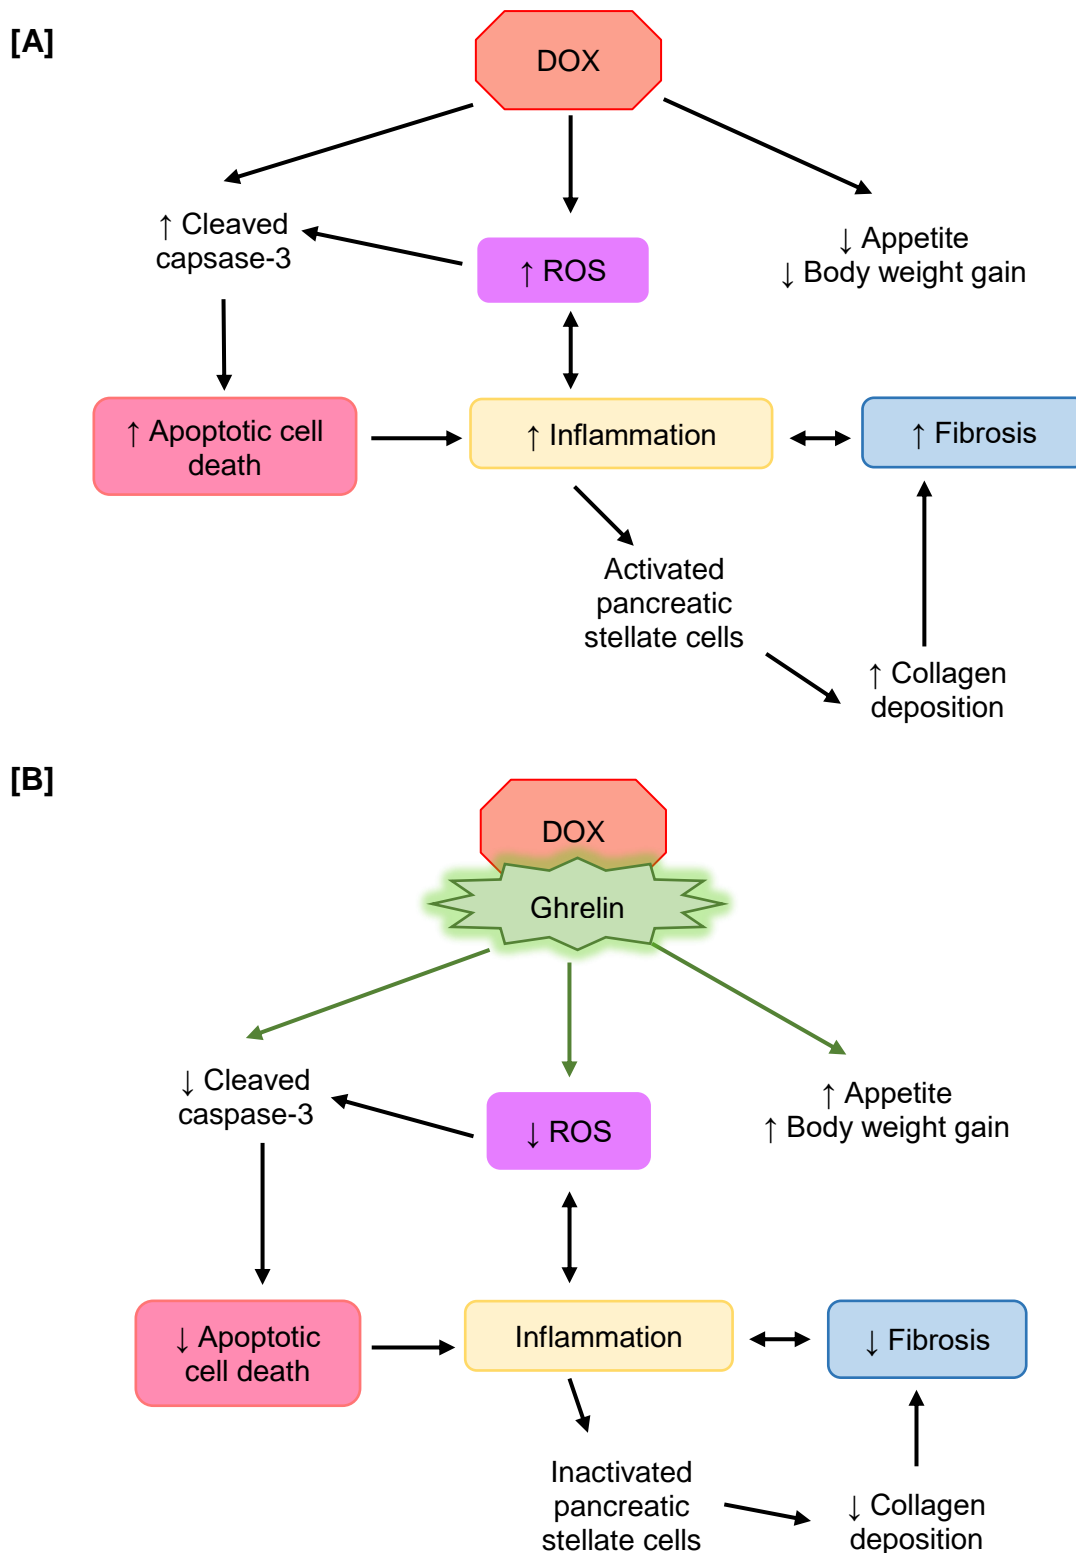 [A]
DOX
↑ Cleaved
capsase-3
↑ ROS
↓ Appetite
↓ Body weight gain
↑ Apoptotic cell
death
↑ Inflammation
↑ Fibrosis
Activated
pancreatic
stellate cells
↑ Collagen
deposition
[B]
DOX
Ghrelin
↓ Cleaved
caspase-3
↓ ROS
↑ Appetite
↑ Body weight gain
↓ Apoptotic
cell death
Inflammation
↓ Fibrosis
Inactivated
pancreatic
stellate cells
↓ Collagen
deposition